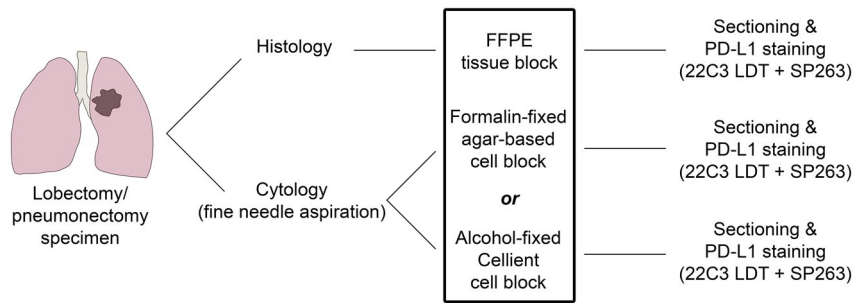 Lobectomy/
pneumonectomy
specimen
Histology
Cytology
(fine needle aspiration)
FFPE
tissue block
Formalin-fixed
agar-based
cell block
or
Alcohol-fixed
Cellient
cell block
Sectioning &
PD-L1 staining
(22C3 LDT + SP263)
Sectioning &
PD-L1 staining
(22C3 LDT + SP263)
Sectioning &
PD-L1 staining
(22C3 LDT + SP263)